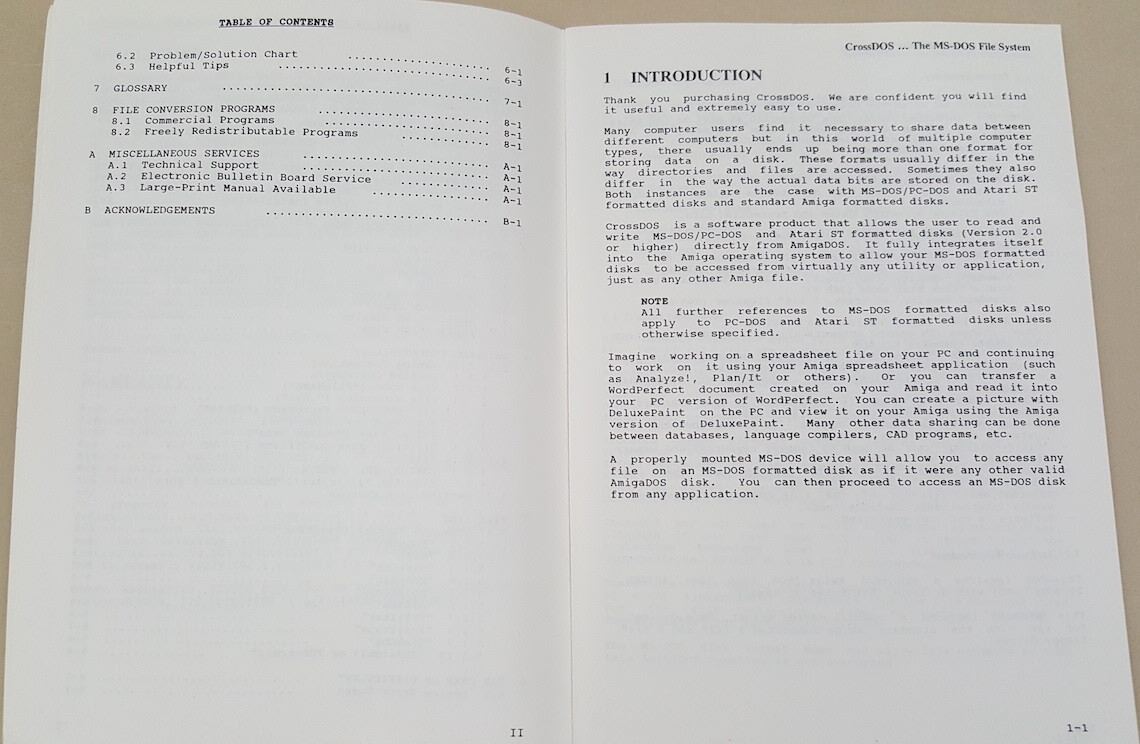 TABLE OF CONTENTS
6.2 Problem/Solution Chart .................... 6-1
6.3 Helpful Tips .............................. 6-3
7 GLOSSARY ...................................... 7-1
8 FILE CONVERSION PROGRAMS ...................... 8-1
8.1 Commercial Programs ....................... 8-1
8.2 Freely Redistributable Programs ........... 8-1
A MISCELLANEOUS SERVICES ........................ A-1
A.1 Technical Support ......................... A-1
A.2 Electronic Bulletin Board Service ......... A-1
A.3 Large-Print Manual Available .............. A-1
B ACKNOWLEDGEMENTS .............................. B-1
II
CrossDOS ... The MS-DOS File System
1 INTRODUCTION
Thank you purchasing CrossDOS. We are confident you will find
it useful and extremely easy to use.
Many computer users find it necessary to share data between
different computers but in this world of multiple computer
types, there usually ends up being more than one format for
storing data on a disk. These formats usually differ in the
way directories and files are accessed. Sometimes they also
differ in the way the actual data bits are stored on the disk.
Both instances are the case with MS-DOS/PC-DOS and Atari ST
formatted disks and standard Amiga formatted disks.
CrossDOS is a software product that allows the user to read and
write MS-DOS/PC-DOS and Atari ST formatted disks (Version 2.0
or higher) directly from AmigaDOS. It fully integrates itself
into the Amiga operating system to allow your MS-DOS formatted
disks to be accessed from virtually any utility or application,
just as any other Amiga file.
NOTE
All further references to MS-DOS formatted disks also
apply to PC-DOS and Atari ST formatted disks unless
otherwise specified.
Imagine working on a spreadsheet file on your PC and continuing
to work on it using your Amiga spreadsheet application (such
as Analyze!, Plan/It or others). Or you can transfer a
WordPerfect document created on your Amiga and read it into
your PC version of WordPerfect. You can create a picture with
DeluxePaint on the PC and view it on your Amiga using the Amiga
version of DeluxePaint. Many other data sharing can be done
between databases, language compilers, CAD programs, etc.
A properly mounted MS-DOS device will allow you to access any
file on an MS-DOS formatted disk as if it were any other valid
AmigaDOS disk. You can then proceed to access an MS-DOS disk
from any application.
1-1